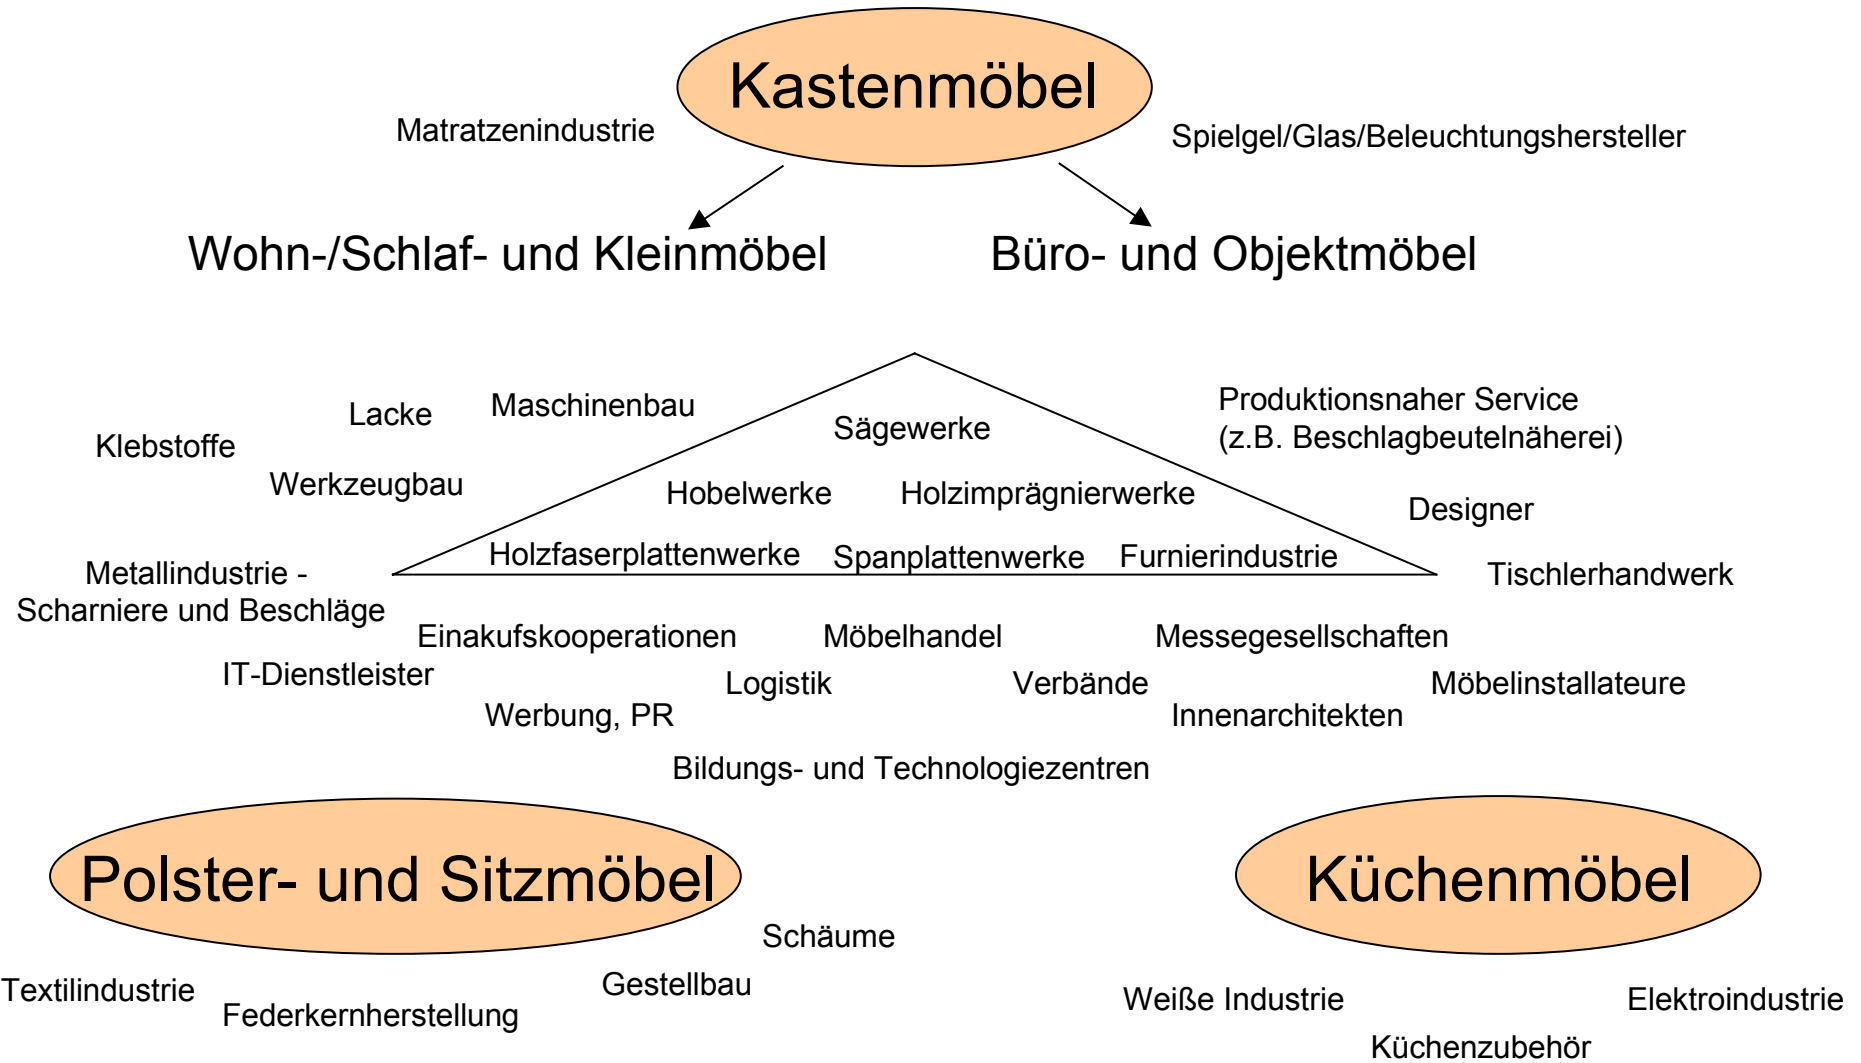 Kastenmöbel
Matratzenindustrie
Spielgel/Glas/Beleuchtungshersteller
Wohn-/Schlaf- und Kleinmöbel
Büro- und Objektmöbel
Lacke
Maschinenbau
Klebstoffe
Werkzeugbau
Sägewerke
Produktionsnaher Service
(z.B. Beschlagbeutelnäherei)
Hobelwerke
Holzimprägnierwerke
Designer
Holzfaserplattenwerke
Spanplattenwerke
Furnierindustrie
Metallindustrie -
Scharniere und Beschläge
Tischlerhandwerk
Einakufskooperationen
Möbelhandel
Messegesellschaften
IT-Dienstleister
Logistik
Verbände
Möbelinstallateure
Werbung, PR
Innenarchitekten
Bildungs- und Technologiezentren
Polster- und Sitzmöbel
Küchenmöbel
Schäume
Textilindustrie
Gestellbau
Federkernherstellung
Weiße Industrie
Elektroindustrie
Küchenzubehör